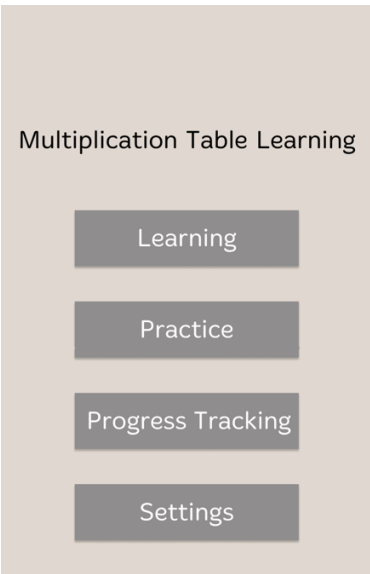 Multiplication Table Learning
Learning
Practice
Progress Tracking
Settings